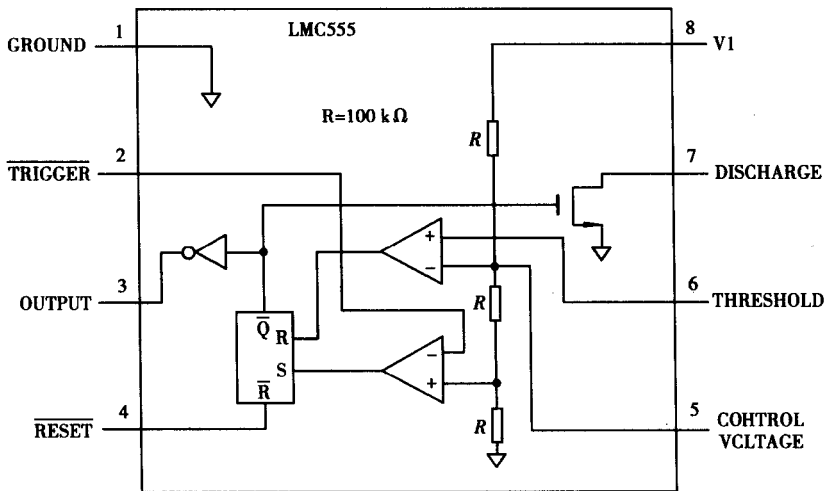 LMC555
R=100 kΩ
GROUND 1
TRIGGER 2
OUTPUT 3
RESET 4
8 V1
7 DISCHARGE
6 THRESHOLD
5 COHTROL
VCLTAGE
R
R
R
+
−
−
+
Q
R
S
R